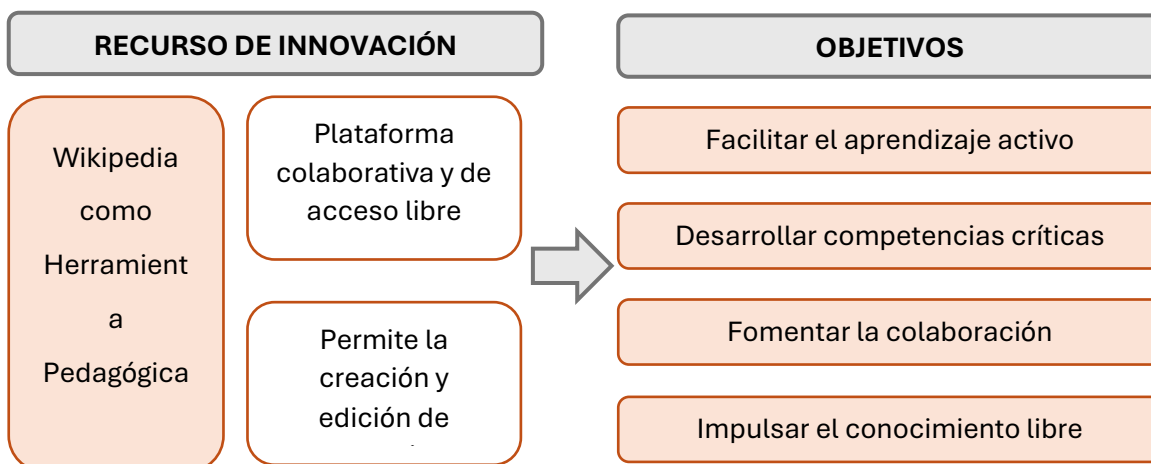 RECURSO DE INNOVACIÓN
Wikipedia
como
Herramient
a
Pedagógica
Plataforma
colaborativa y de
acceso libre
Permite la
creación y
edición de
OBJETIVOS
Facilitar el aprendizaje activo
Desarrollar competencias críticas
Fomentar la colaboración
Impulsar el conocimiento libre